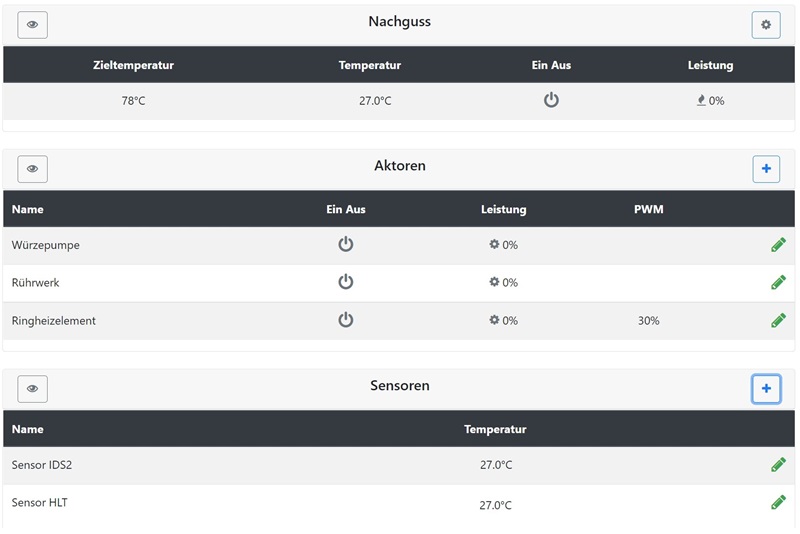 Nachguss
Zieltemperatur Temperatur Ein Aus Leistung
78°C 27.0°C 0%
Aktoren
Name Ein Aus Leistung PWM
Würzepumpe 0%
Rührwerk 0%
Ringheizelement 0% 30%
Sensoren
Name Temperatur
Sensor IDS2 27.0°C
Sensor HLT 27.0°C